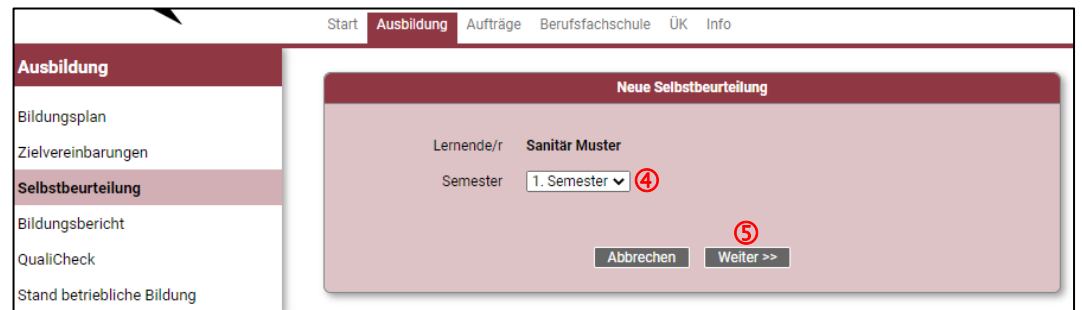 Start Ausbildung Aufträge Berufsfachschule ÜK Info
Ausbildung
Bildungsplan
Zielvereinbarungen
Selbstbeurteilung
Bildungsbericht
QualiCheck
Stand betriebliche Bildung
Neue Selbstbeurteilung
Lernende/r Sanitär Muster
Semester 1. Semester ④
⑤
Abbrechen Weiter >>